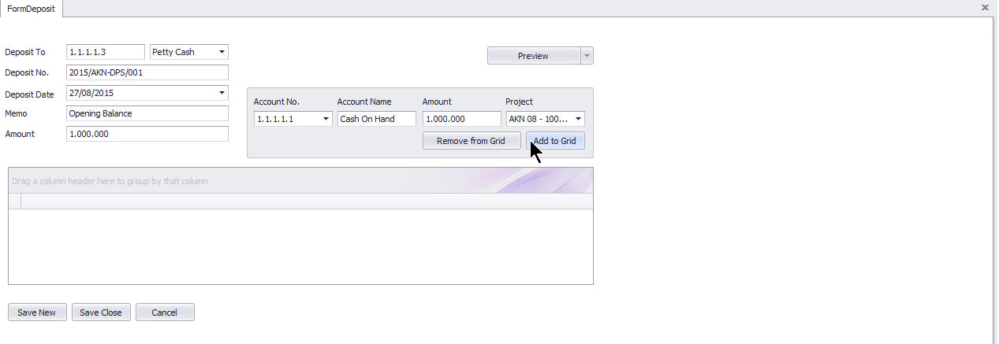 FormDeposit
Deposit To 1.1.1.1.3 Petty Cash
Preview
Deposit No. 2015/AKN-DPS/001
Deposit Date 27/08/2015
Memo Opening Balance
Amount 1.000.000
Account No. Account Name Amount Project
1.1.1.1.1 Cash On Hand 1.000.000 AKN 08 - 100...
Remove from Grid Add to Grid
Drag a column header here to group by that column
Save New Save Close Cancel